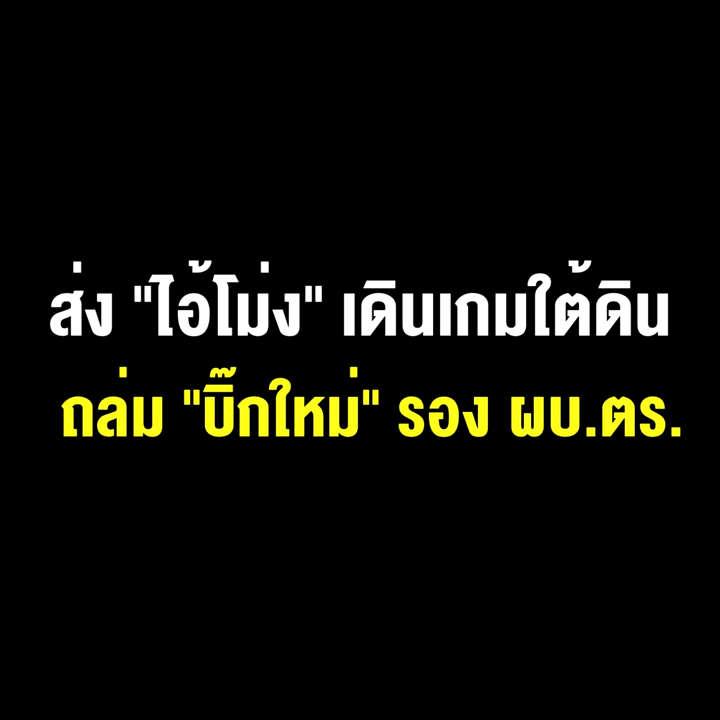 ส่ง "ไอ้โม่ง" เดินเกมใต้ดิน
ถล่ม "บิ๊กใหม่" รอง ผบ.ตร.